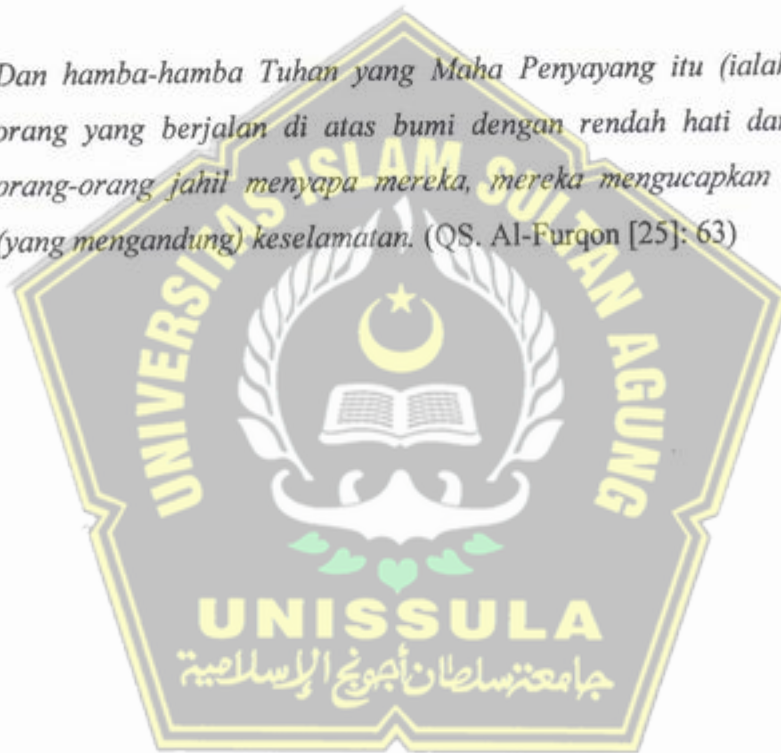 Dan hamba-hamba Tuhan yang Maha Penyayang itu (ialah
orang yang berjalan di atas bumi dengan rendah hati dan
orang-orang jahil menyapa mereka, mereka mengucapkan
(yang mengandung) keselamatan. (QS. Al-Furqon [25]: 63)
UNIVERSITAS ISLAM SULTAN AGUNG
UNISSULA
جامعة سلطان أجونج الإسلامية